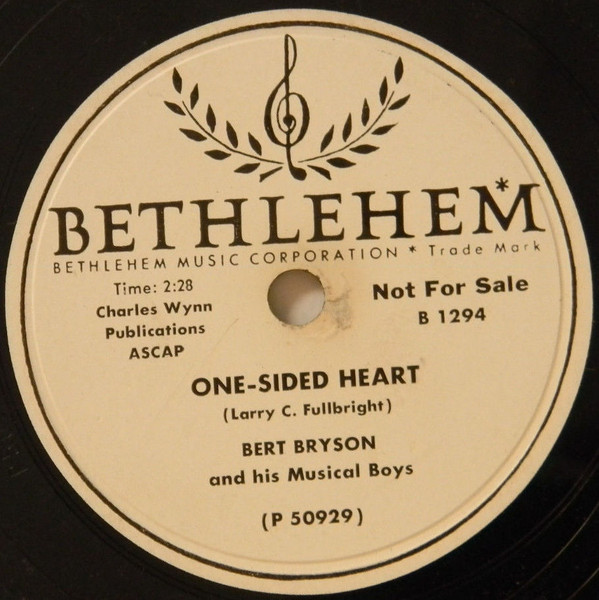 BETHLEHEM*
BETHLEHEM MUSIC CORPORATION * Trade Mark
Time: 2:28
Charles Wynn
Publications
ASCAP
Not For Sale
B 1294
ONE-SIDED HEART
(Larry C. Fullbright)
BERT BRYSON
and his Musical Boys
(P 50929)